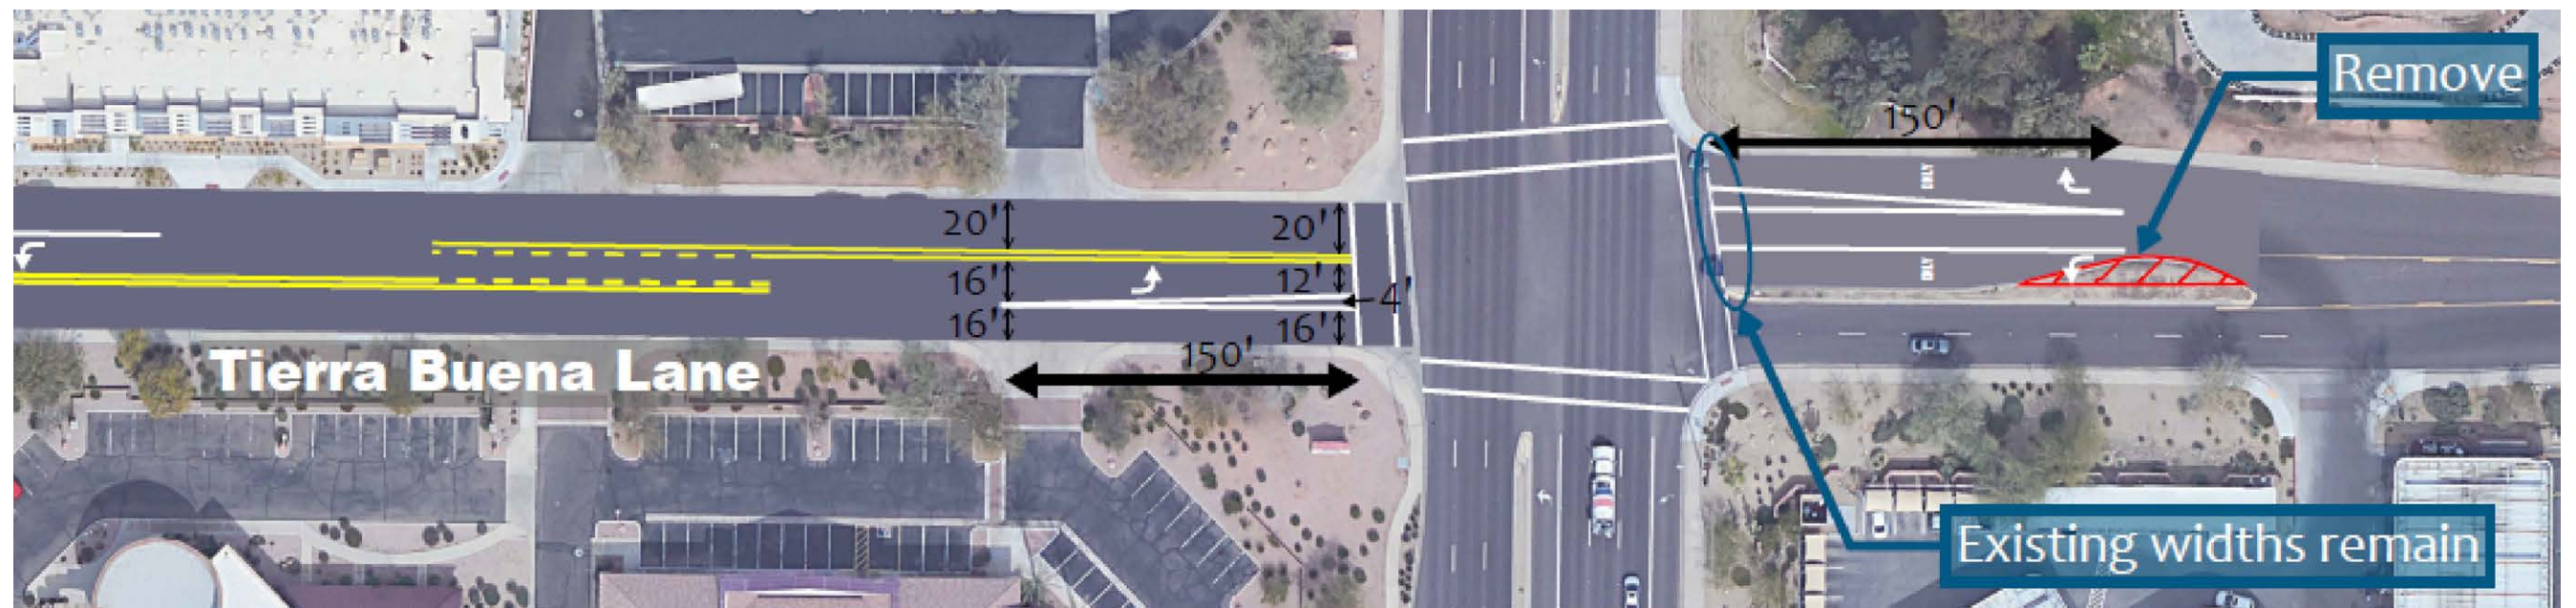 Remove
150'
ONLY
20'
20'
16'
12'
4'
16'
16'
ONLY
150'
Tierra Buena Lane
Existing widths remain